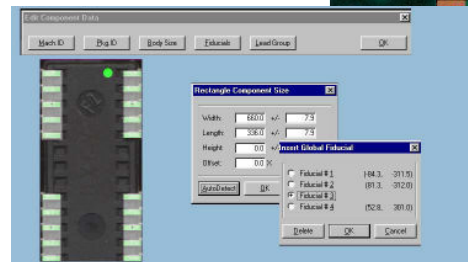 Edit Component Data
Mach ID
Pkg ID
Body Size
Fiducials
Lead Group
OK
Rectangle Component Size
Width: 660.0 +/- 7.9
Length: 336.0 +/- 7.9
Height: 0.0 +/-
Offset: 0.0 X
AutoDetect
OK
Insert Global Fiducial
Fiducial # 1 (-84.3, -311.5)
Fiducial # 2 (81.3, -312.0)
Fiducial # 3
Fiducial # 4 (52.8, 301.0)
Delete
OK
Cancel